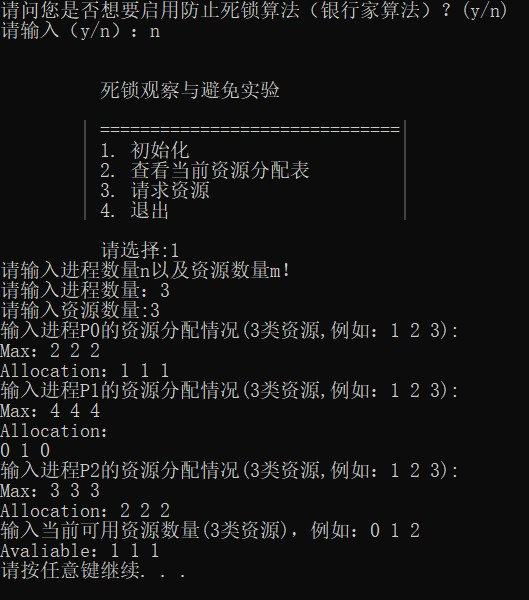 请问您是否想要启用防止死锁算法（银行家算法）？(y/n)
请输入（y/n）：n
死锁观察与避免实验
==============================
1. 初始化
2. 查看当前资源分配表
3. 请求资源
4. 退出
请选择:1
请输入进程数量n以及资源数量m!
请输入进程数量：3
请输入资源数量:3
输入进程P0的资源分配情况(3类资源,例如：1 2 3):
Max：2 2 2
Allocation：1 1 1
输入进程P1的资源分配情况(3类资源,例如：1 2 3):
Max：4 4 4
Allocation：
0 1 0
输入进程P2的资源分配情况(3类资源,例如：1 2 3):
Max：3 3 3
Allocation：2 2 2
输入当前可用资源数量(3类资源)，例如：0 1 2
Avaliable：1 1 1
请按任意键继续. . .